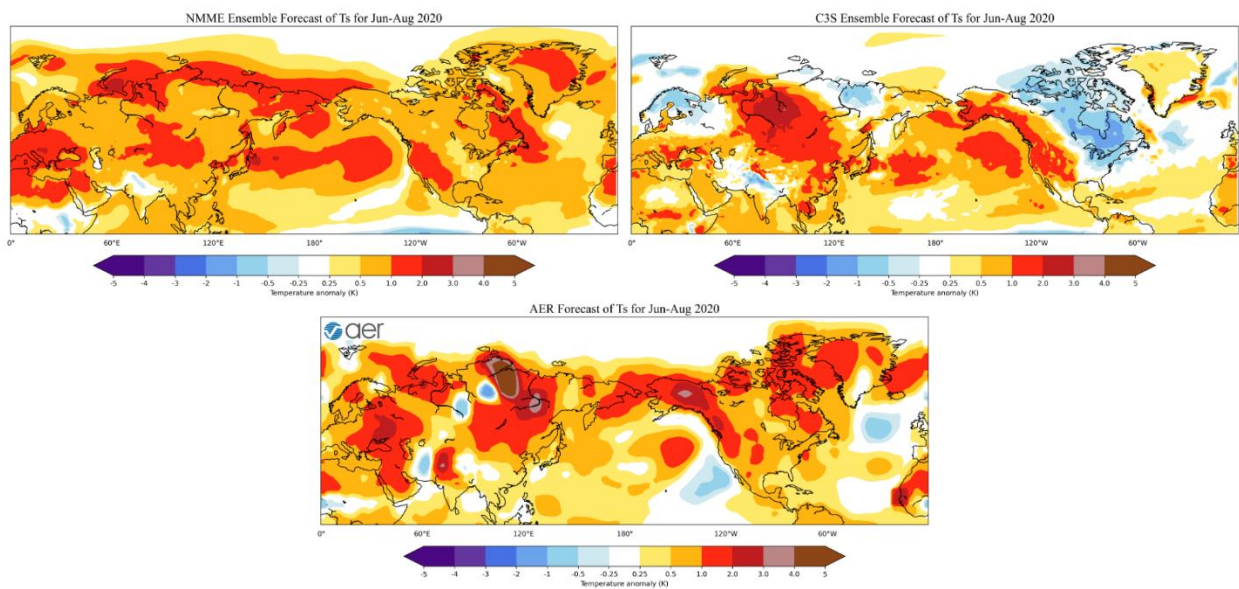 NMME Ensemble Forecast of Ts for Jun-Aug 2020
0° 60°E 120°E 180° 120°W 60°W
-5 -4 -3 -2 -1 -0.5 -0.25 0.25 0.5 1.0 2.0 3.0 4.0 5
Temperature anomaly (K)
C3S Ensemble Forecast of Ts for Jun-Aug 2020
0° 60°E 120°E 180° 120°W 60°W
-5 -4 -3 -2 -1 -0.5 -0.25 0.25 0.5 1.0 2.0 3.0 4.0 5
Temperature anomaly (K)
AER Forecast of Ts for Jun-Aug 2020
aer
0° 60°E 120°E 180° 120°W 60°W
-5 -4 -3 -2 -1 -0.5 -0.25 0.25 0.5 1.0 2.0 3.0 4.0 5
Temperature anomaly (K)